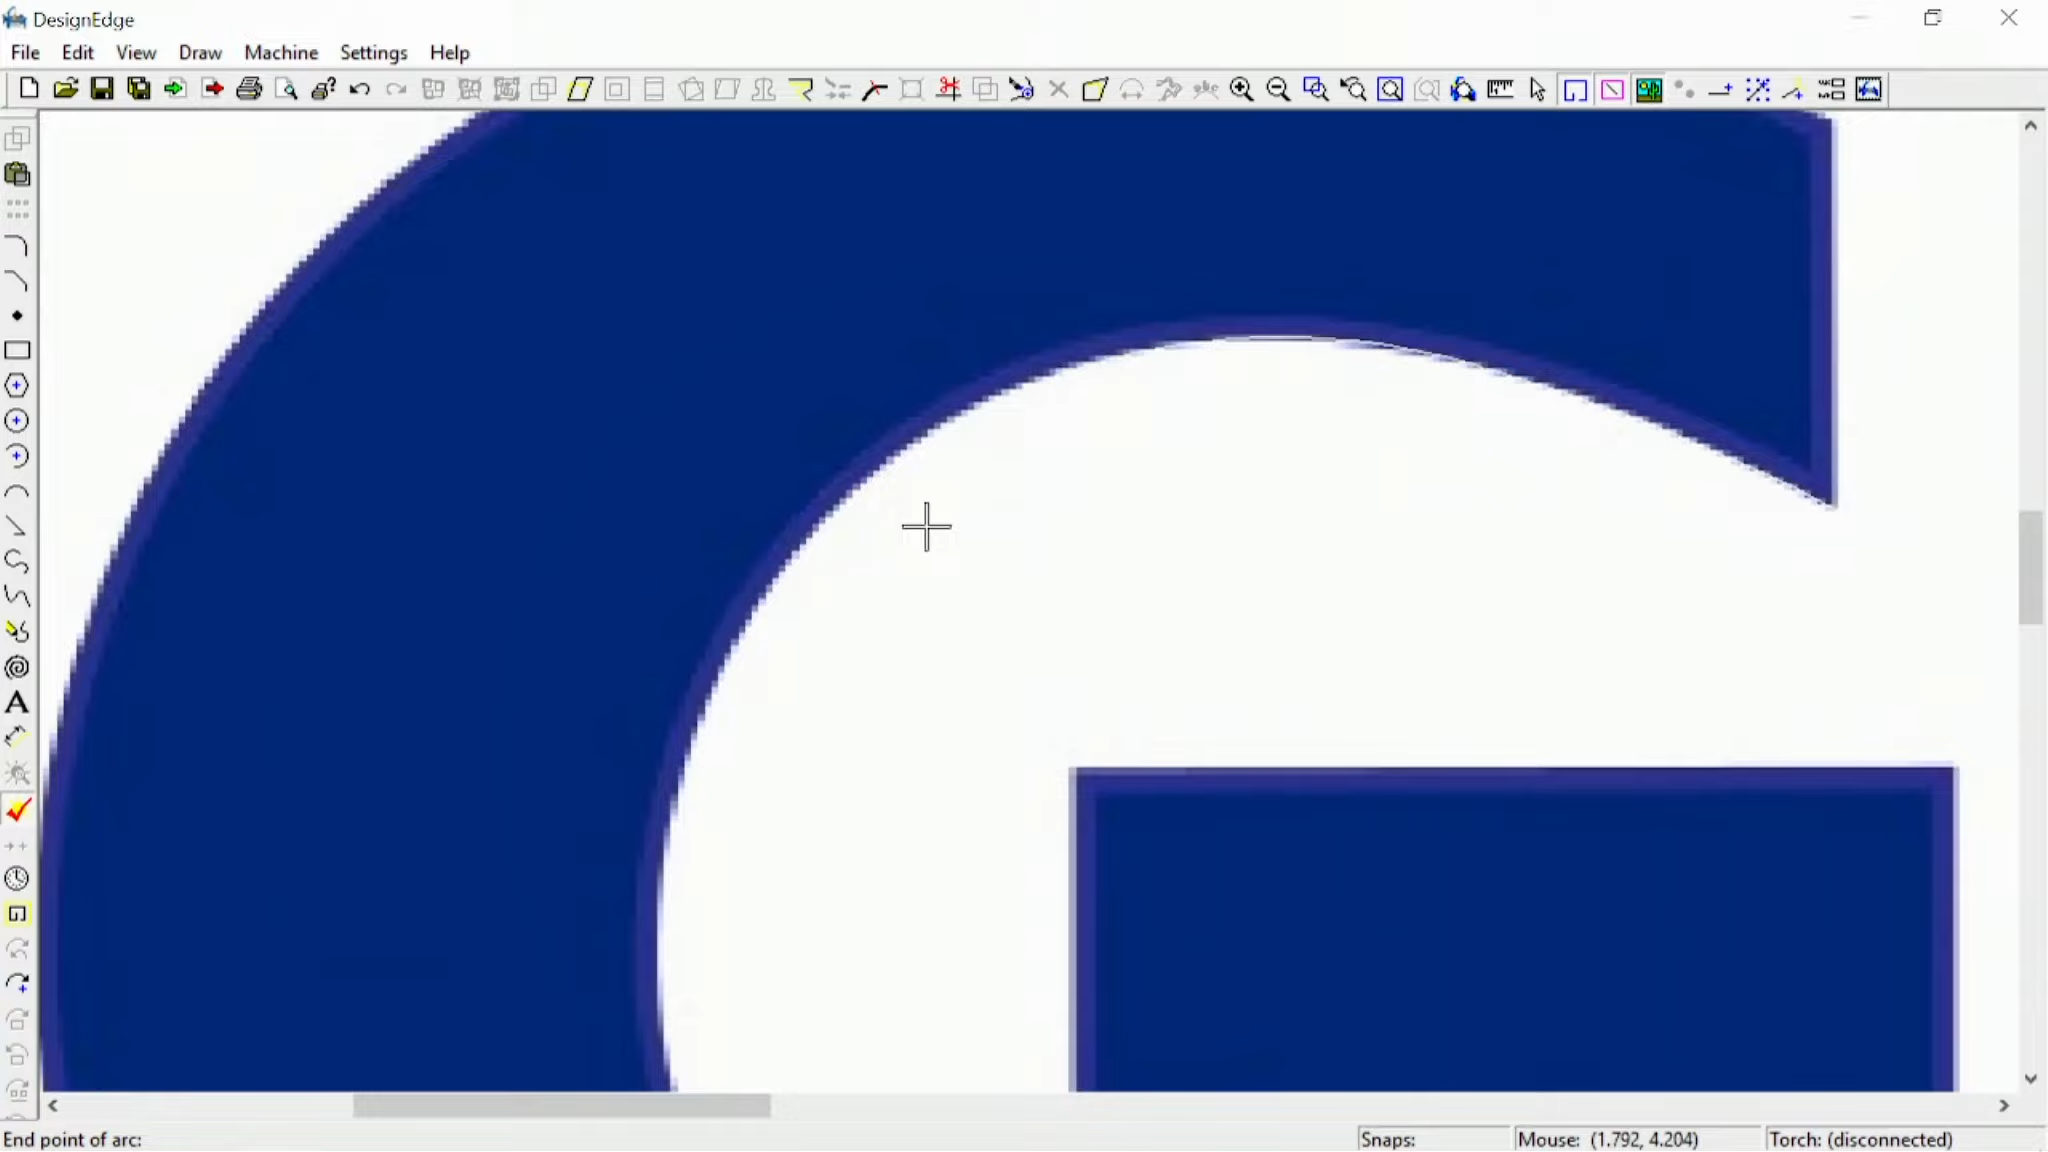 DesignEdge
File Edit View Draw Machine Settings Help
A
End point of arc: Snaps: Mouse: (1.792, 4.204) Torch: (disconnected)